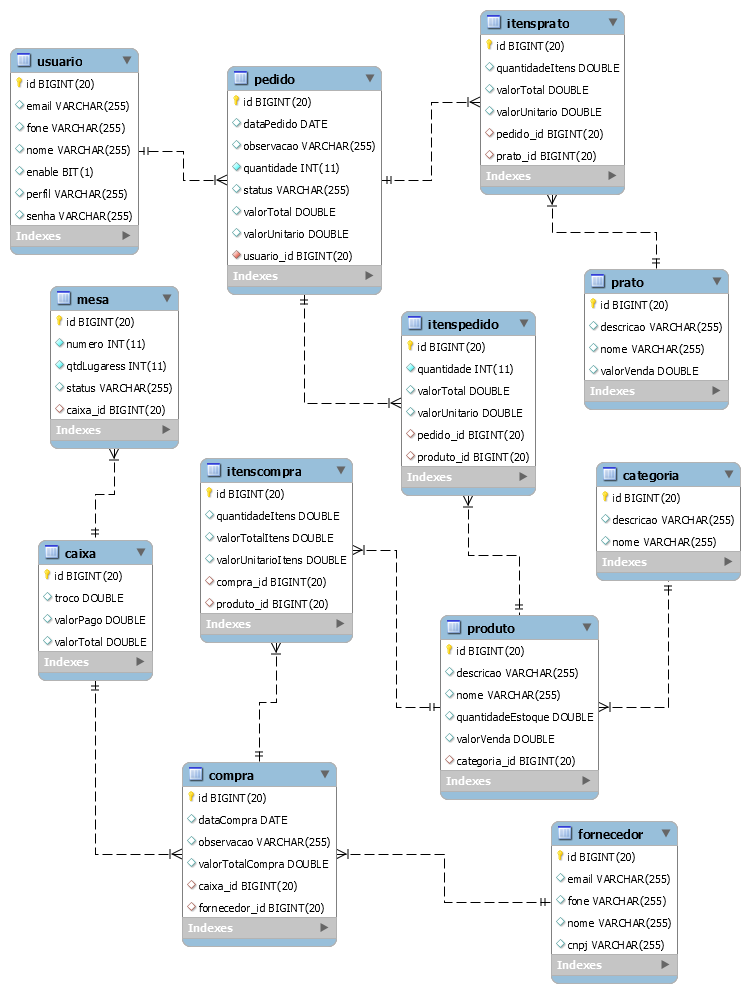 usuario
id BIGINT(20)
email VARCHAR(255)
fone VARCHAR(255)
nome VARCHAR(255)
enable BIT(1)
perfil VARCHAR(255)
senha VARCHAR(255)
Indexes
pedido
id BIGINT(20)
dataPedido DATE
observacao VARCHAR(255)
quantidade INT(11)
status VARCHAR(255)
valorTotal DOUBLE
valorUnitario DOUBLE
usuario_id BIGINT(20)
Indexes
itensprato
id BIGINT(20)
quantidadeItens DOUBLE
valorTotal DOUBLE
valorUnitario DOUBLE
pedido_id BIGINT(20)
prato_id BIGINT(20)
Indexes
prato
id BIGINT(20)
descricao VARCHAR(255)
nome VARCHAR(255)
valorVenda DOUBLE
Indexes
mesa
id BIGINT(20)
numero INT(11)
qtdLugaress INT(11)
status VARCHAR(255)
caixa_id BIGINT(20)
Indexes
itenspedido
id BIGINT(20)
quantidade INT(11)
valorTotal DOUBLE
valorUnitario DOUBLE
pedido_id BIGINT(20)
produto_id BIGINT(20)
Indexes
itenscompra
id BIGINT(20)
quantidadeItens DOUBLE
valorTotalItens DOUBLE
valorUnitarioItens DOUBLE
compra_id BIGINT(20)
produto_id BIGINT(20)
Indexes
categoria
id BIGINT(20)
descricao VARCHAR(255)
nome VARCHAR(255)
Indexes
caixa
id BIGINT(20)
troco DOUBLE
valorPago DOUBLE
valorTotal DOUBLE
Indexes
produto
id BIGINT(20)
descricao VARCHAR(255)
nome VARCHAR(255)
quantidadeEstoque DOUBLE
valorVenda DOUBLE
categoria_id BIGINT(20)
Indexes
compra
id BIGINT(20)
dataCompra DATE
observacao VARCHAR(255)
valorTotalCompra DOUBLE
caixa_id BIGINT(20)
fornecedor_id BIGINT(20)
Indexes
fornecedor
id BIGINT(20)
email VARCHAR(255)
fone VARCHAR(255)
nome VARCHAR(255)
cnpj VARCHAR(255)
Indexes